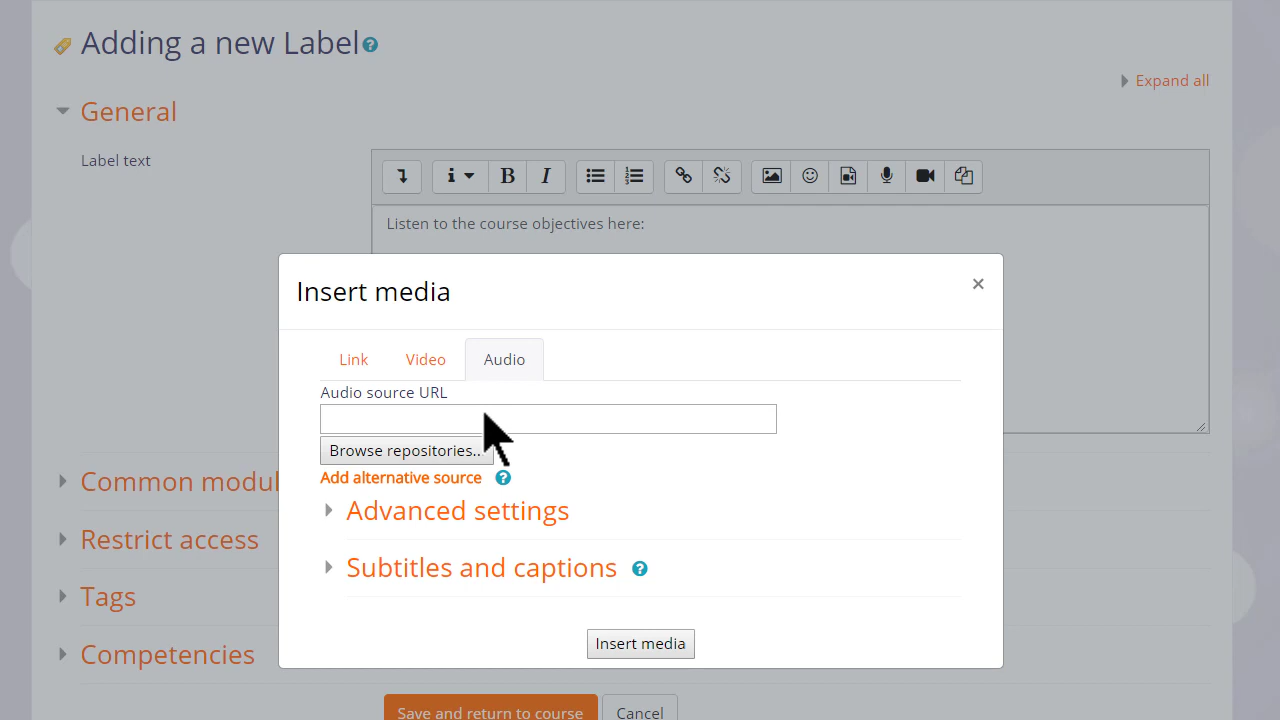 Adding a new Label
Expand all
General
Label text
B I
Listen to the course objectives here:
Insert media
×
Link Video Audio
Audio source URL
Browse repositories..
Add alternative source
Advanced settings
Subtitles and captions
Insert media
Common modul
Restrict access
Tags
Competencies
Save and return to course Cancel